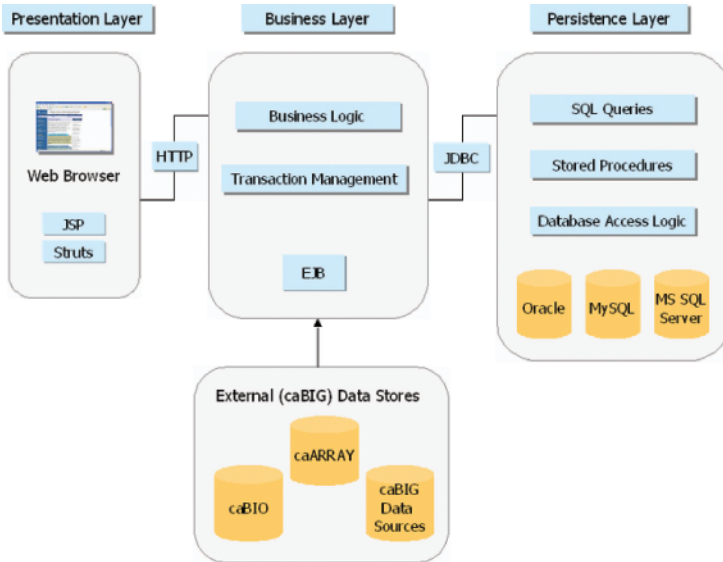 Presentation Layer
Business Layer
Persistence Layer
Web Browser
JSP
Struts
HTTP
Business Logic
Transaction Management
EJB
JDBC
SQL Queries
Stored Procedures
Database Access Logic
Oracle
MySQL
MS SQL
Server
External (caBIG) Data Stores
caARRAY
caBIO
caBIG
Data
Sources